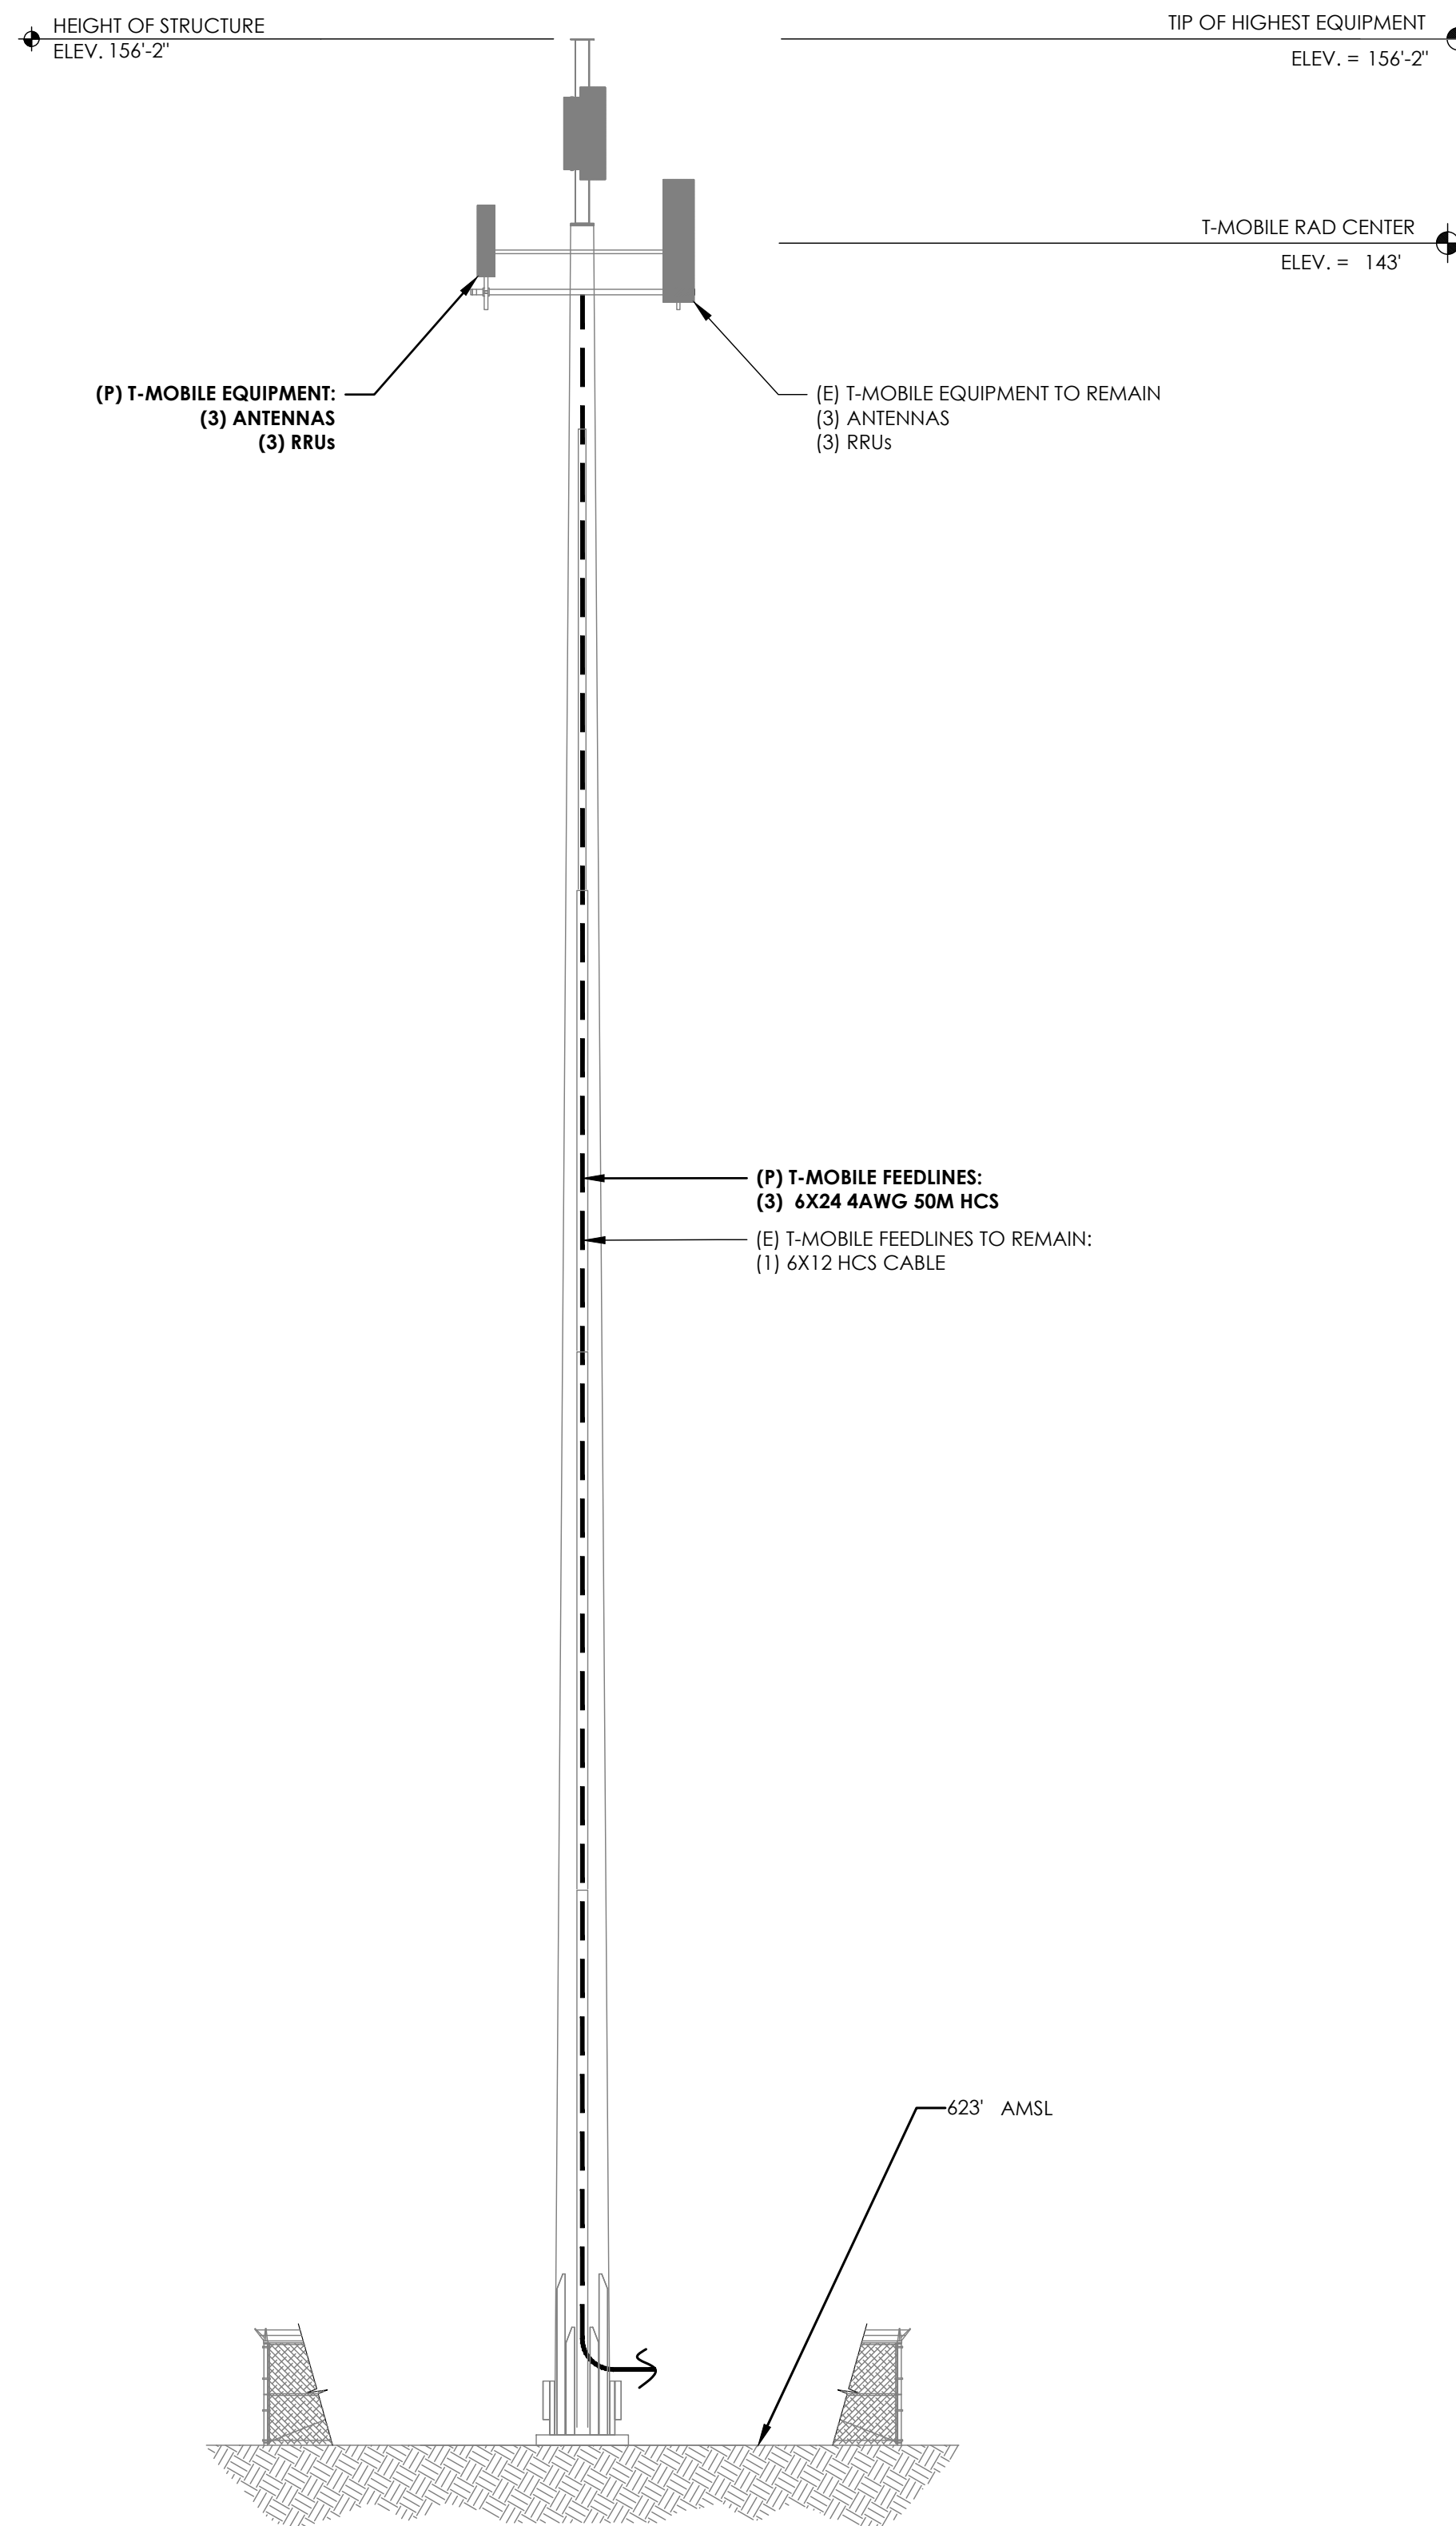 HEIGHT OF STRUCTURE
ELEV. 156'-2"
TIP OF HIGHEST EQUIPMENT
ELEV. = 156'-2"
T-MOBILE RAD CENTER
ELEV. = 143'
(P) T-MOBILE EQUIPMENT:
(3) ANTENNAS
(3) RRUs
(E) T-MOBILE EQUIPMENT TO REMAIN
(3) ANTENNAS
(3) RRUs
(P) T-MOBILE FEEDLINES:
(3) 6X24 4AWG 50M HCS
(E) T-MOBILE FEEDLINES TO REMAIN:
(1) 6X12 HCS CABLE
623' AMSL